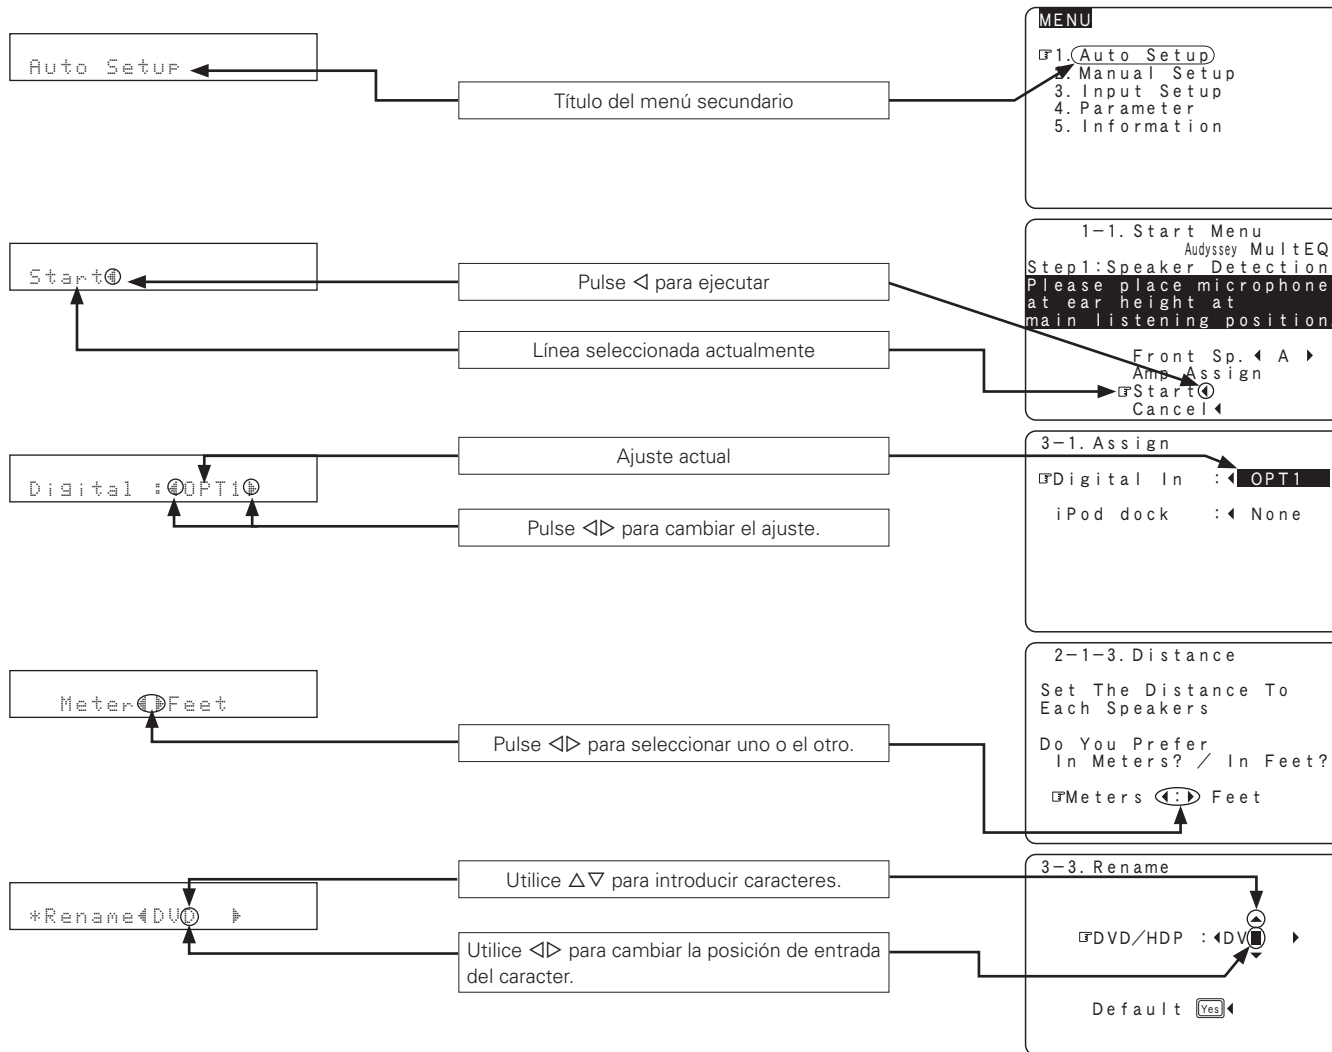 Auto Setup
Título del menú secundario
MENU
☞1. Auto Setup
2. Manual Setup
3. Input Setup
4. Parameter
5. Information
Start◀
Pulse ◁ para ejecutar
Línea seleccionada actualmente
1-1. Start Menu
Audyssey MultEQ
Step1:Speaker Detection
Please place microphone
at ear height at
main listening position
Front Sp.◀ A ▶
Amp Assign
☞Start◀
Cancel◀
Digital :◀OPT1▶
Ajuste actual
Pulse ◁▷ para cambiar el ajuste.
3-1. Assign
☞Digital In :◀ OPT1
iPod dock :◀ None
Meter◀▶Feet
Pulse ◁▷ para seleccionar uno o el otro.
2-1-3. Distance
Set The Distance To
Each Speakers
Do You Prefer
In Meters? / In Feet?
☞Meters ◀:▶ Feet
*Rename◀DVD ▶
Utilice △▽ para introducir caracteres.
Utilice ◁▷ para cambiar la posición de entrada
del caracter.
3-3. Rename
☞DVD/HDP :◀DV■ ▶
Default Yes◀